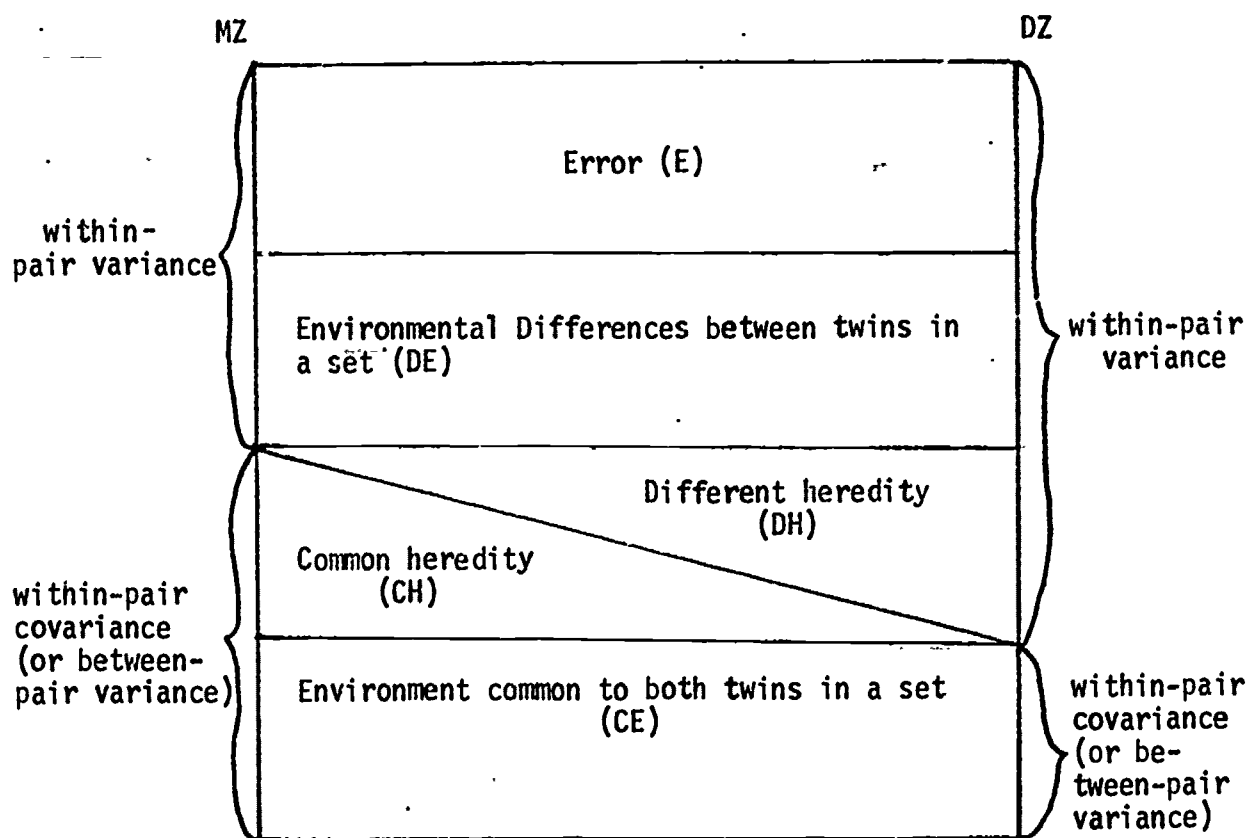 MZ
DZ
Error (E)
within-
pair variance
Environmental Differences between twins in
a set (DE)
within-pair
variance
Different heredity
(DH)
Common heredity
(CH)
within-pair
covariance
(or between-
pair variance)
Environment common to both twins in a set
(CE)
within-pair
covariance
(or be-
tween-pair
variance)